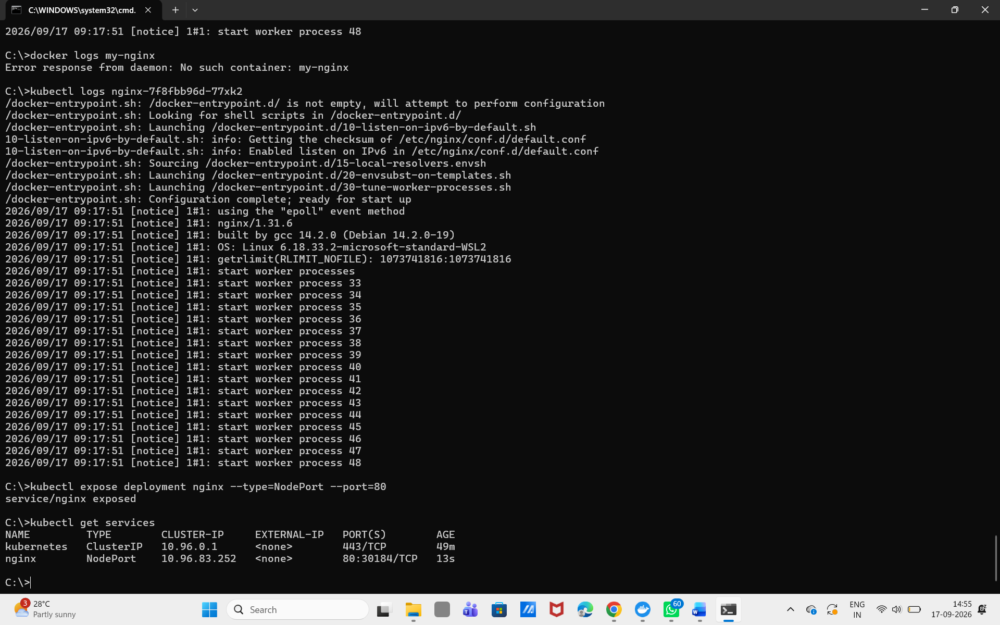 C:\WINDOWS\system32\cmd.
2026/09/17 09:17:51 [notice] 1#1: start worker process 48
C:\>docker logs my-nginx
Error response from daemon: No such container: my-nginx
C:\>kubectl logs nginx-7f8fbb96d-77xk2
/docker-entrypoint.sh: /docker-entrypoint.d/ is not empty, will attempt to perform configuration
/docker-entrypoint.sh: Looking for shell scripts in /docker-entrypoint.d/
/docker-entrypoint.sh: Launching /docker-entrypoint.d/10-listen-on-ipv6-by-default.sh
10-listen-on-ipv6-by-default.sh: info: Getting the checksum of /etc/nginx/conf.d/default.conf
10-listen-on-ipv6-by-default.sh: info: Enabled listen on IPv6 in /etc/nginx/conf.d/default.conf
/docker-entrypoint.sh: Sourcing /docker-entrypoint.d/15-local-resolvers.envsh
/docker-entrypoint.sh: Launching /docker-entrypoint.d/20-envsubst-on-templates.sh
/docker-entrypoint.sh: Launching /docker-entrypoint.d/30-tune-worker-processes.sh
/docker-entrypoint.sh: Configuration complete; ready for start up
2026/09/17 09:17:51 [notice] 1#1: using the "epoll" event method
2026/09/17 09:17:51 [notice] 1#1: nginx/1.31.6
2026/09/17 09:17:51 [notice] 1#1: built by gcc 14.2.0 (Debian 14.2.0-19)
2026/09/17 09:17:51 [notice] 1#1: OS: Linux 6.18.33.2-microsoft-standard-WSL2
2026/09/17 09:17:51 [notice] 1#1: getrlimit(RLIMIT_NOFILE): 1073741816:1073741816
2026/09/17 09:17:51 [notice] 1#1: start worker processes
2026/09/17 09:17:51 [notice] 1#1: start worker process 33
2026/09/17 09:17:51 [notice] 1#1: start worker process 34
2026/09/17 09:17:51 [notice] 1#1: start worker process 35
2026/09/17 09:17:51 [notice] 1#1: start worker process 36
2026/09/17 09:17:51 [notice] 1#1: start worker process 37
2026/09/17 09:17:51 [notice] 1#1: start worker process 38
2026/09/17 09:17:51 [notice] 1#1: start worker process 39
2026/09/17 09:17:51 [notice] 1#1: start worker process 40
2026/09/17 09:17:51 [notice] 1#1: start worker process 41
2026/09/17 09:17:51 [notice] 1#1: start worker process 42
2026/09/17 09:17:51 [notice] 1#1: start worker process 43
2026/09/17 09:17:51 [notice] 1#1: start worker process 44
2026/09/17 09:17:51 [notice] 1#1: start worker process 45
2026/09/17 09:17:51 [notice] 1#1: start worker process 46
2026/09/17 09:17:51 [notice] 1#1: start worker process 47
2026/09/17 09:17:51 [notice] 1#1: start worker process 48
C:\>kubectl expose deployment nginx --type=NodePort --port=80
service/nginx exposed
C:\>kubectl get services
NAME         TYPE        CLUSTER-IP     EXTERNAL-IP   PORT(S)        AGE
kubernetes   ClusterIP   10.96.0.1      <none>        443/TCP        49m
nginx        NodePort    10.96.83.252   <none>        80:30184/TCP   13s
C:\>
3
28°C
Partly sunny
Search
60
ENG
IN
14:55
17-09-2026